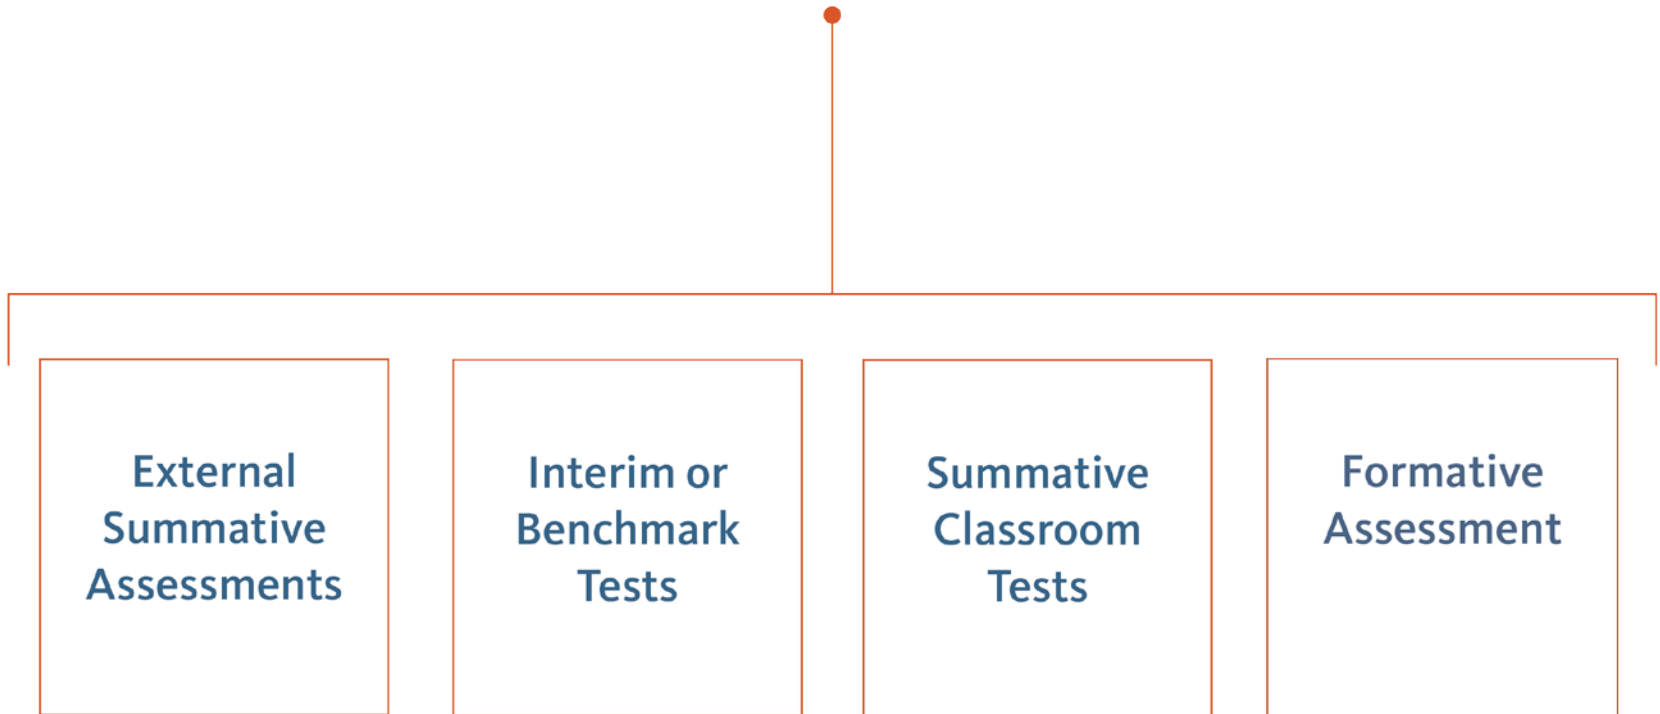 External
Summative
Assessments
Interim or
Benchmark
Tests
Summative
Classroom
Tests
Formative
Assessment